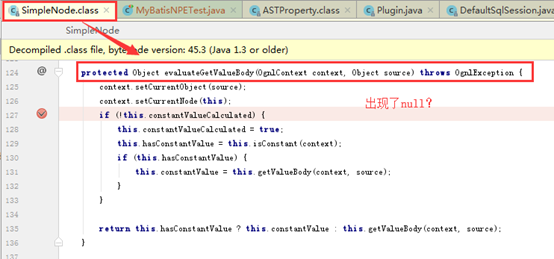 SimpleNode.class
MyBatisNPETest.java
ASTProperty.class
Plugin.java
DefaultSqlSession.java
SimpleNode
Decompiled .class file, bytecode version: 45.3 (Java 1.3 or older)
124 @ protected Object evaluateGetValueBody(OgnlContext context, Object source) throws OgnlException {
125 context.setCurrentObject(source);
126 context.setCurrentNode(this);
出现了null?
127 if (!this.constantValueCalculated) {
128 this.constantValueCalculated = true;
129 this.hasConstantValue = this.isConstant(context);
130 if (this.hasConstantValue) {
131 this.constantValue = this.getValueBody(context, source);
132 }
133 }
134
135 return this.hasConstantValue ? this.constantValue : this.getValueBody(context, source);
136 }